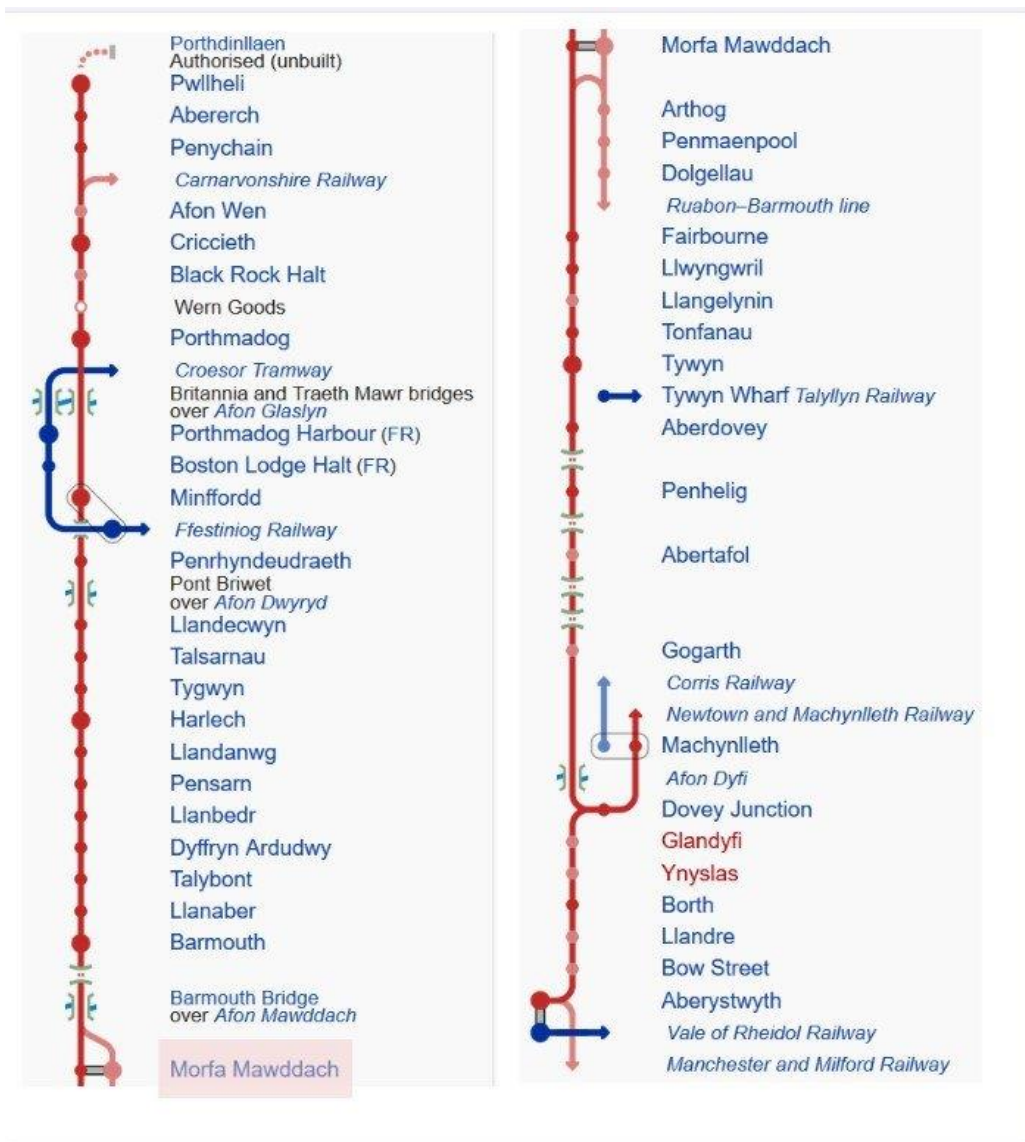 Porthdinllaen
Authorised (unbuilt)
Pwllheli
Abererch
Penychain
Carnarvonshire Railway
Afon Wen
Criccieth
Black Rock Halt
Wern Goods
Porthmadog
Croesor Tramway
Britannia and Traeth Mawr bridges
over Afon Glaslyn
Porthmadog Harbour (FR)
Boston Lodge Halt (FR)
Minffordd
Ffestiniog Railway
Penrhyndeudraeth
Pont Briwet
over Afon Dwyryd
Llandecwyn
Talsarnau
Tygwyn
Harlech
Llandanwg
Pensarn
Llanbedr
Dyffryn Ardudwy
Talybont
Llanaber
Barmouth
Barmouth Bridge
over Afon Mawddach
Morfa Mawddach
Morfa Mawddach
Arthog
Penmaenpool
Dolgellau
Ruabon–Barmouth line
Fairbourne
Llwyngwril
Llangelynin
Tonfanau
Tywyn
Tywyn Wharf Talyllyn Railway
Aberdovey
Penhelig
Abertafol
Gogarth
Corris Railway
Newtown and Machynlleth Railway
Machynlleth
Afon Dyfi
Dovey Junction
Glandyfi
Ynyslas
Borth
Llandre
Bow Street
Aberystwyth
Vale of Rheidol Railway
Manchester and Milford Railway